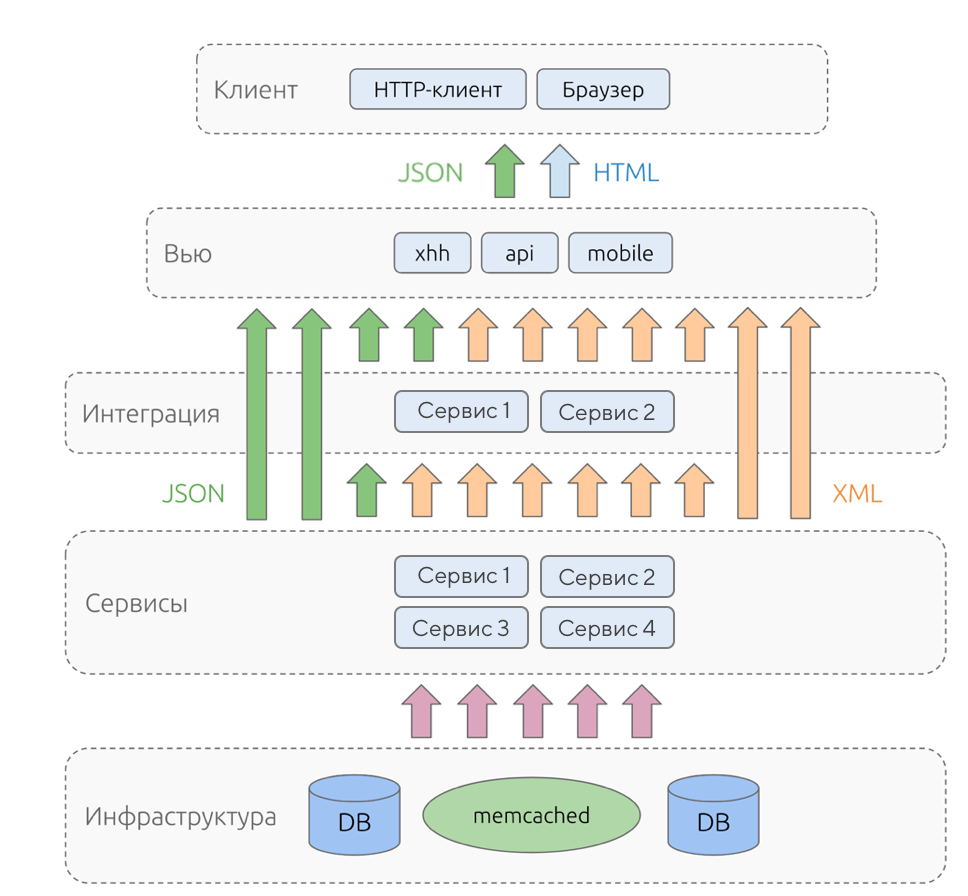 Клиент
HTTP-клиент
Браузер
JSON
HTML
Вью
xhh
api
mobile
Интеграция
Сервис 1
Сервис 2
JSON
XML
Сервисы
Сервис 1
Сервис 2
Сервис 3
Сервис 4
Инфраструктура
DB
memcached
DB